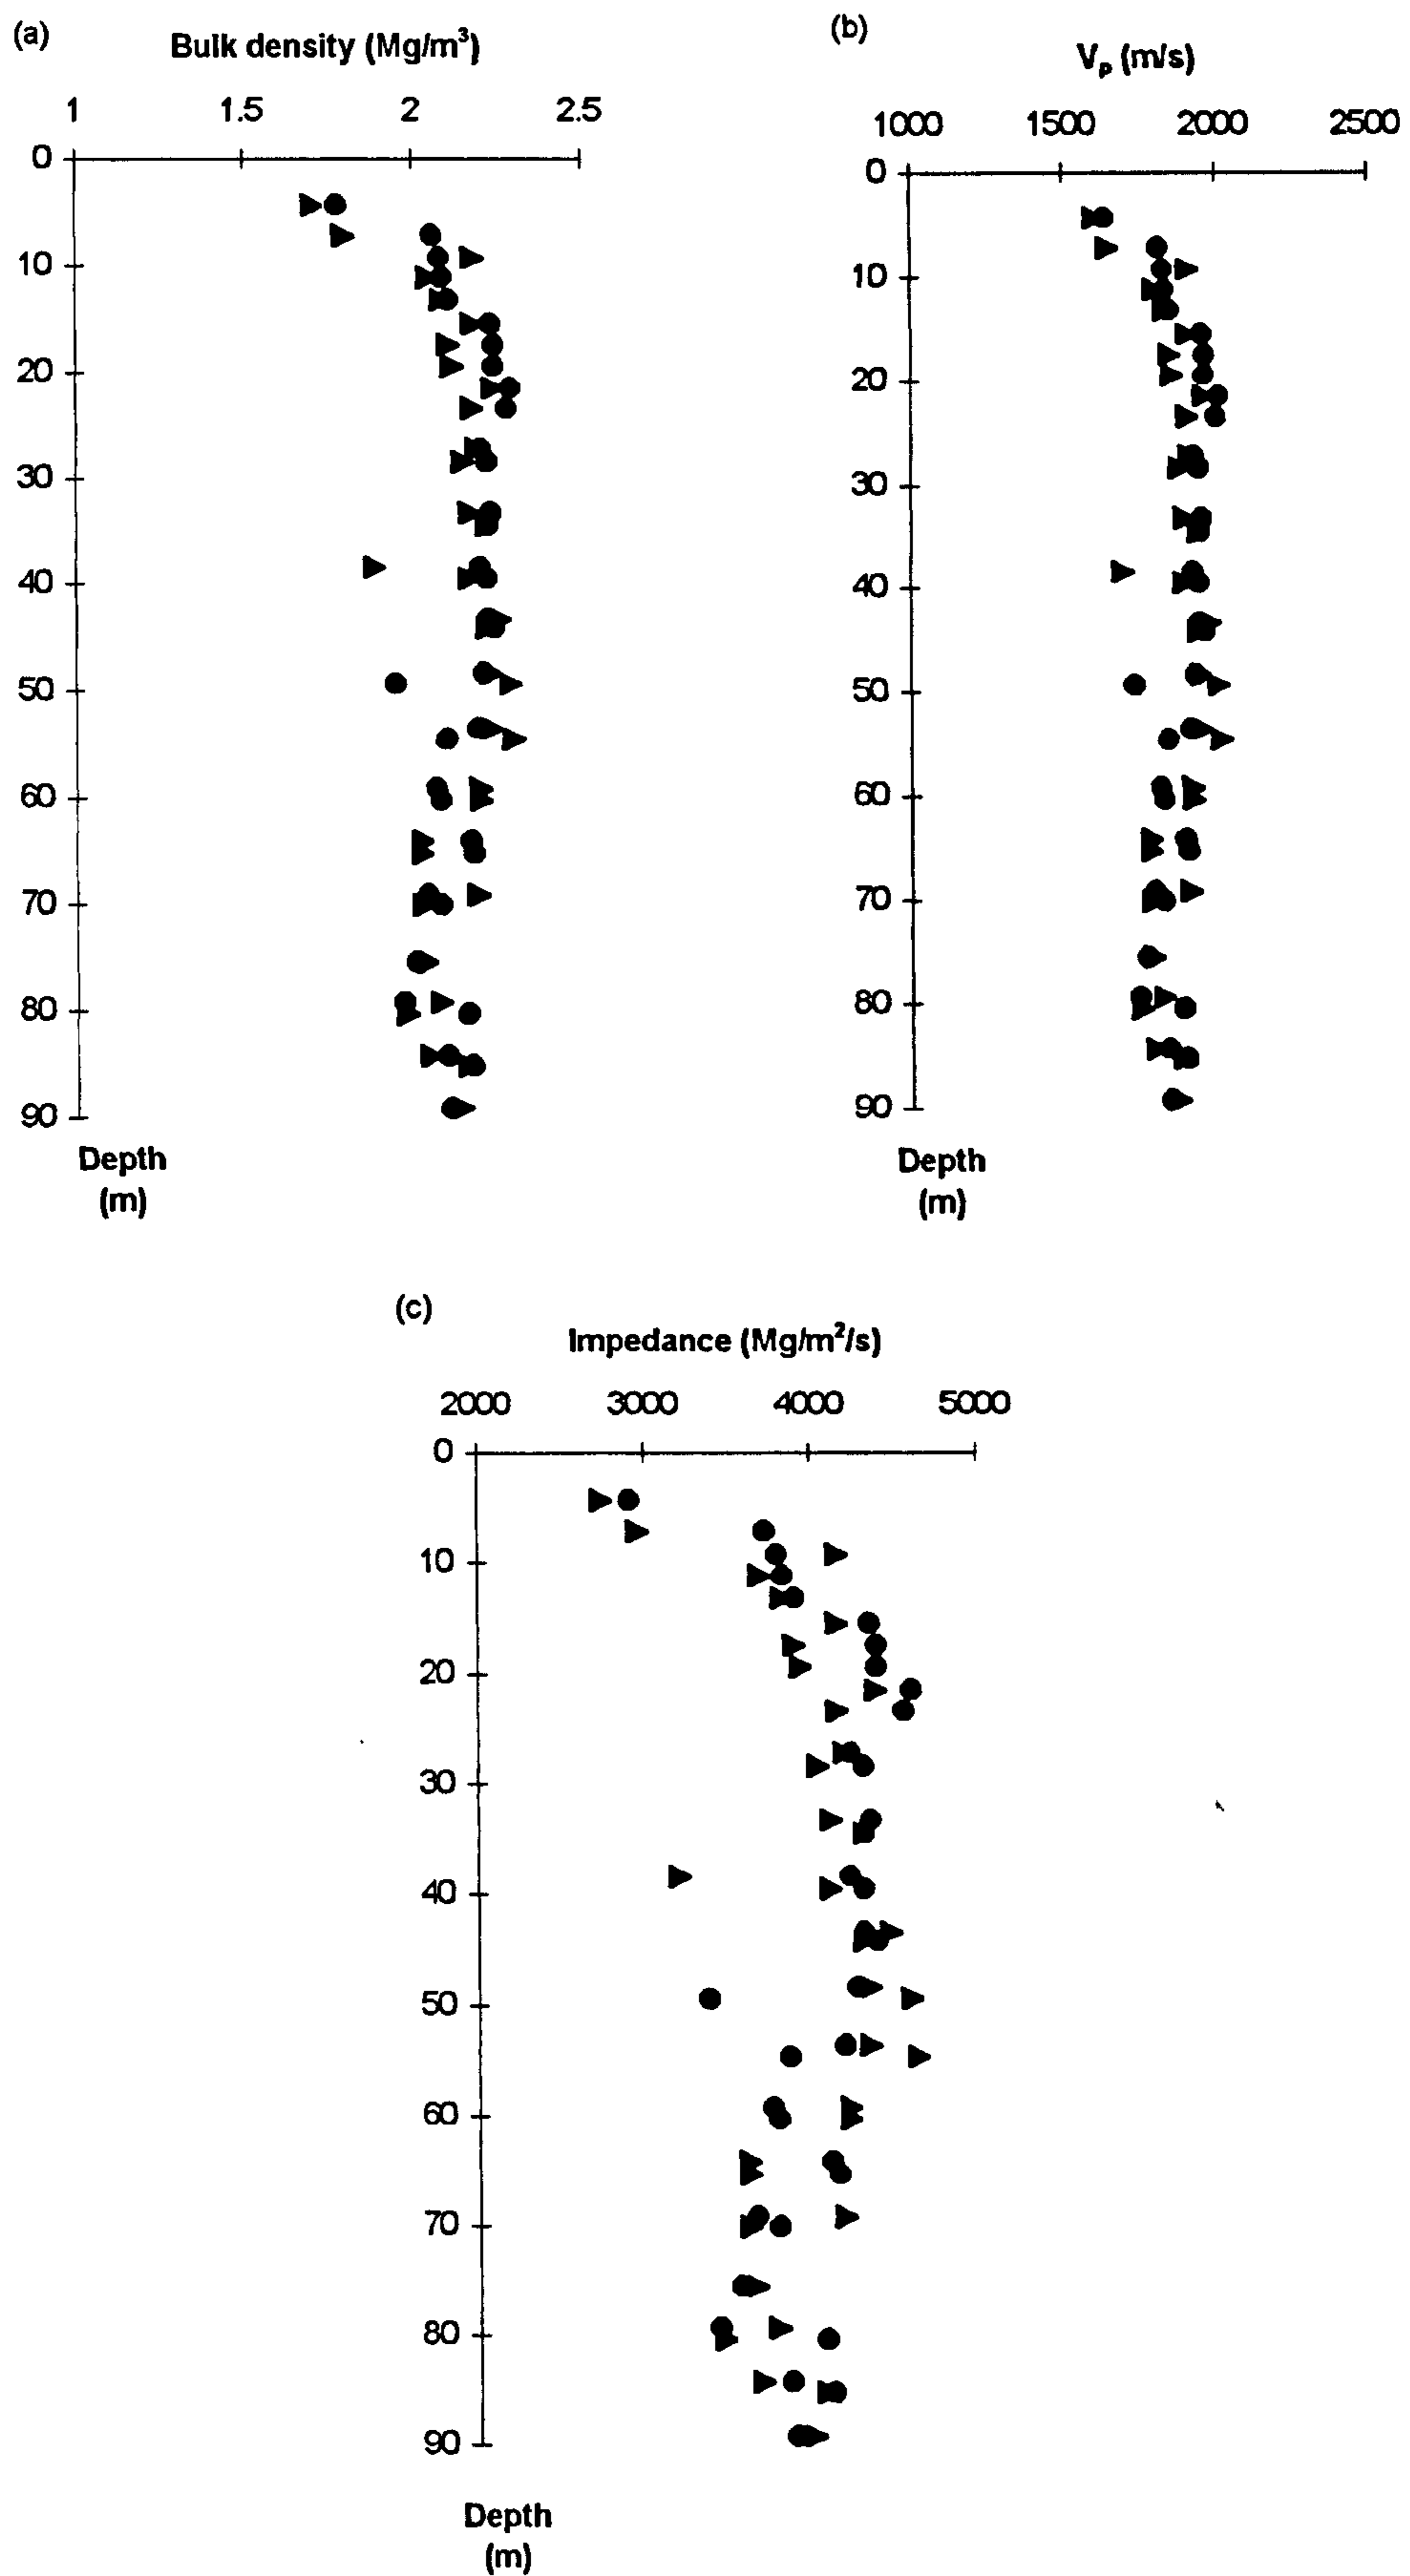 (a)
Bulk density (Mg/m³)
1 1.5 2 2.5
0
10
20
30
40
50
60
70
80
90
Depth
(m)
(b)
Vₚ (m/s)
1000 1500 2000 2500
0
10
20
30
40
50
60
70
80
90
Depth
(m)
(c)
Impedance (Mg/m²/s)
2000 3000 4000 5000
0
10
20
30
40
50
60
70
80
90
Depth
(m)